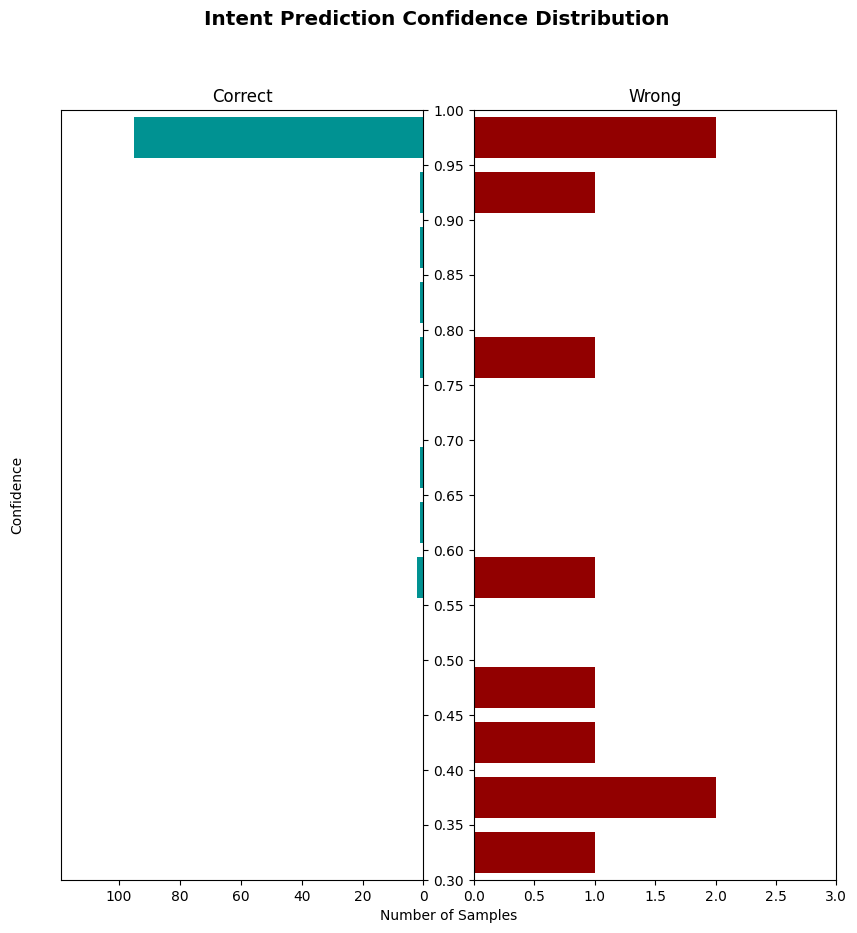 Intent Prediction Confidence Distribution
Correct
Wrong
1.00
0.95
0.90
0.85
0.80
0.75
0.70
0.65
0.60
0.55
0.50
0.45
0.40
0.35
0.30
Confidence
100 80 60 40 20 0
0.0 0.5 1.0 1.5 2.0 2.5 3.0
Number of Samples